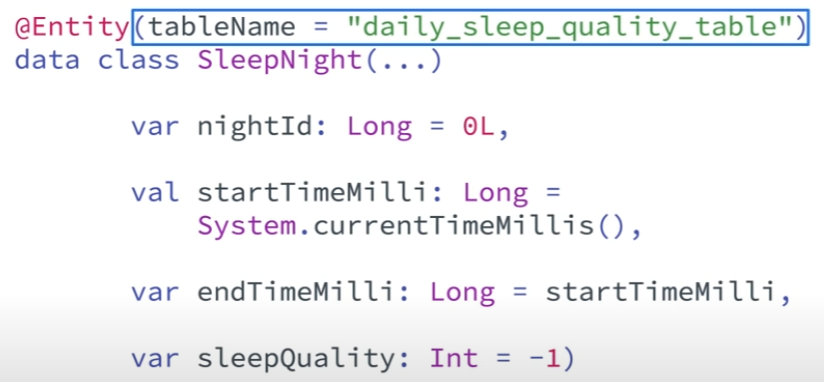 @Entity(tableName = "daily_sleep_quality_table")
data class SleepNight(...)
var nightId: Long = 0L,
val startTimeMilli: Long =
System.currentTimeMillis(),
var endTimeMilli: Long = startTimeMilli,
var sleepQuality: Int = -1)